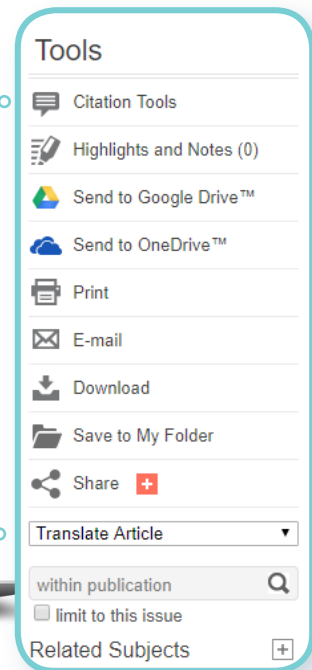 Tools
Citation Tools
Highlights and Notes (0)
Send to Google Drive™
Send to OneDrive™
Print
E-mail
Download
Save to My Folder
Share +
Translate Article
within publication
limit to this issue
Related Subjects +